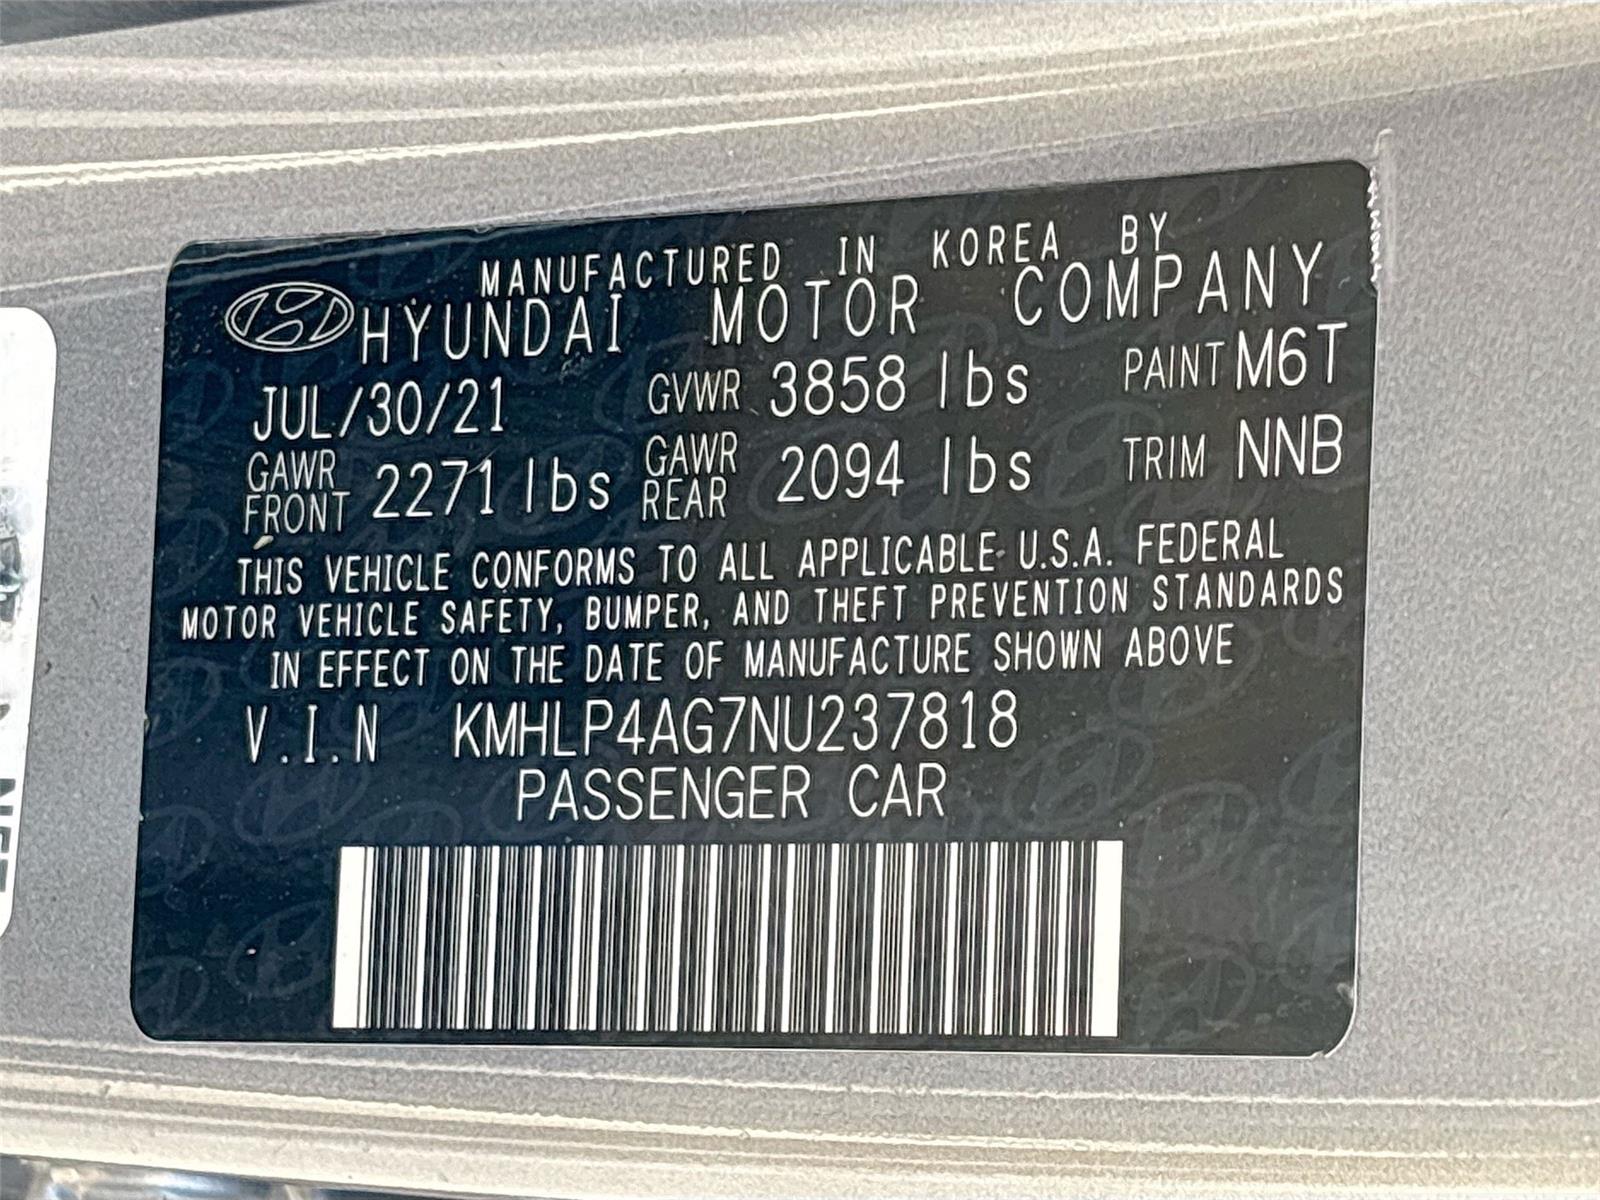 MANUFACTURED IN KOREA BY
HYUNDAI MOTOR COMPANY
JUL/30/21 GVWR 3858 lbs PAINT M6T
GAWR FRONT 2271 lbs GAWR REAR 2094 lbs TRIM NNB
THIS VEHICLE CONFORMS TO ALL APPLICABLE U.S.A. FEDERAL
MOTOR VEHICLE SAFETY, BUMPER, AND THEFT PREVENTION STANDARDS
IN EFFECT ON THE DATE OF MANUFACTURE SHOWN ABOVE
V.I.N KMHLP4AG7NU237818
PASSENGER CAR